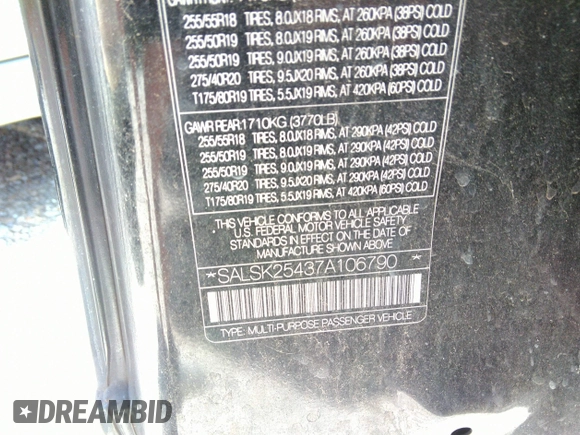 255/55R18 TIRES, 8.0JX18 RIMS, AT 260KPA (38PSI) COLD
255/50R19 TIRES, 8.0JX19 RIMS, AT 260KPA (38PSI) COLD
255/50R19 TIRES, 9.0JX19 RIMS, AT 260KPA (38PSI) COLD
275/40R20 TIRES, 9.5JX20 RIMS, AT 260KPA (38PSI) COLD
T175/80R19 TIRES, 5.5JX19 RIMS, AT 420KPA (60PSI) COLD
GAWR REAR: 1710KG (3770LB)
255/55R18 TIRES, 8.0JX18 RIMS, AT 290KPA (42PSI) COLD
255/50R19 TIRES, 8.0JX19 RIMS, AT 290KPA (42PSI) COLD
255/50R19 TIRES, 9.0JX19 RIMS, AT 290KPA (42PSI) COLD
275/40R20 TIRES, 9.5JX20 RIMS, AT 290KPA (42PSI) COLD
T175/80R19 TIRES, 5.5JX19 RIMS, AT 420KPA (60PSI) COLD
THIS VEHICLE CONFORMS TO ALL APPLICABLE
U.S. FEDERAL MOTOR VEHICLE SAFETY
STANDARDS IN EFFECT ON THE DATE OF
MANUFACTURE SHOWN ABOVE.
*SALSK25437A106790*
TYPE: MULTI-PURPOSE PASSENGER VEHICLE
DREAMBID